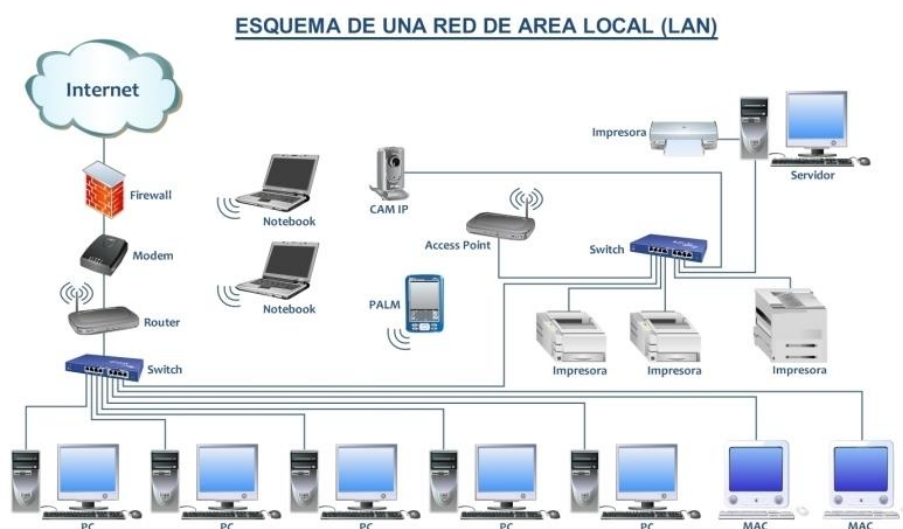 ESQUEMA DE UNA RED DE AREA LOCAL (LAN)
Internet
Impresora
Servidor
Firewall
Notebook
CAM IP
Access Point
Switch
Modem
Notebook
PALM
Router
Impresora
Impresora
Impresora
Switch
PC
PC
PC
PC
PC
MAC
MAC